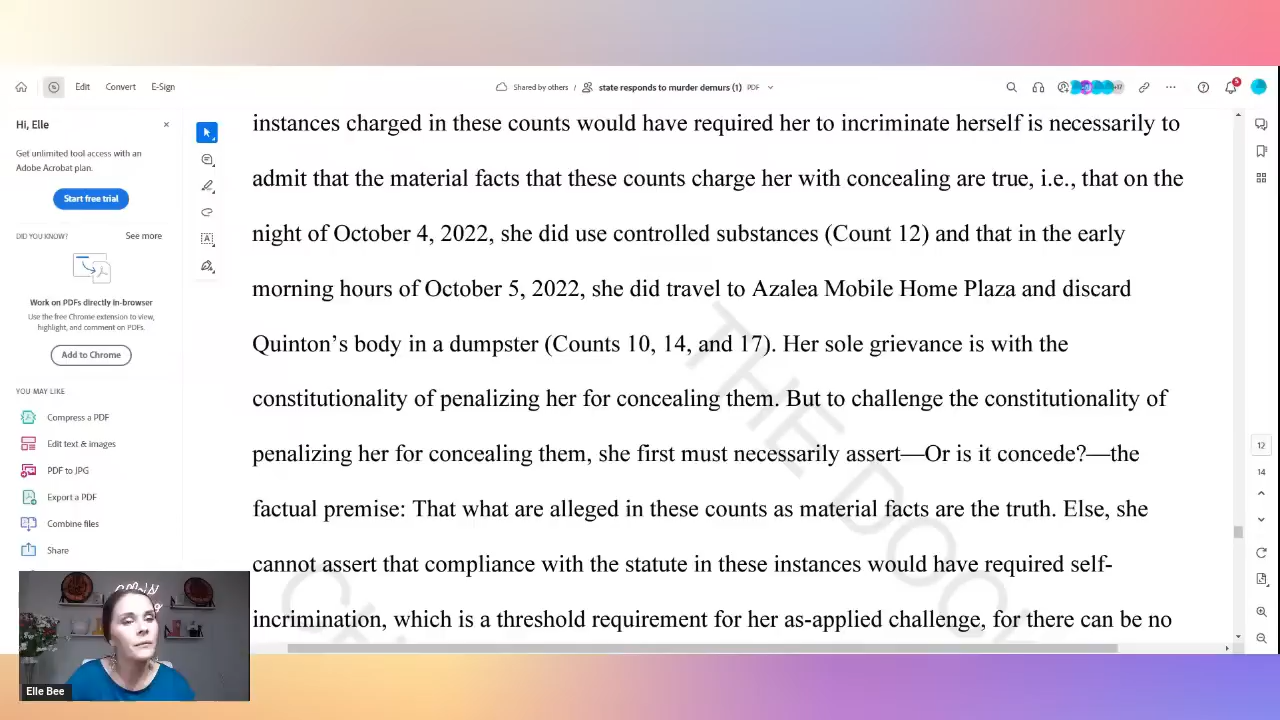 Edit
Convert
E-Sign
Shared by others /
state responds to murder demurs (1) PDF
+12
5
Hi, Elle
Get unlimited tool access with an
Adobe Acrobat plan.
Start free trial
DID YOU KNOW?
See more
Work on PDFs directly in-browser
Use the free Chrome extension to view,
highlight, and comment on PDFs.
Add to Chrome
YOU MAY LIKE
Compress a PDF
Edit text & images
PDF to JPG
Export a PDF
Combine files
Share
instances charged in these counts would have required her to incriminate herself is necessarily to
admit that the material facts that these counts charge her with concealing are true, i.e., that on the
night of October 4, 2022, she did use controlled substances (Count 12) and that in the early
morning hours of October 5, 2022, she did travel to Azalea Mobile Home Plaza and discard
Quinton’s body in a dumpster (Counts 10, 14, and 17). Her sole grievance is with the
constitutionality of penalizing her for concealing them. But to challenge the constitutionality of
penalizing her for concealing them, she first must necessarily assert—Or is it concede?—the
factual premise: That what are alleged in these counts as material facts are the truth. Else, she
cannot assert that compliance with the statute in these instances would have required self-
incrimination, which is a threshold requirement for her as-applied challenge, for there can be no
THE DOCK
12
14
Elle Bee